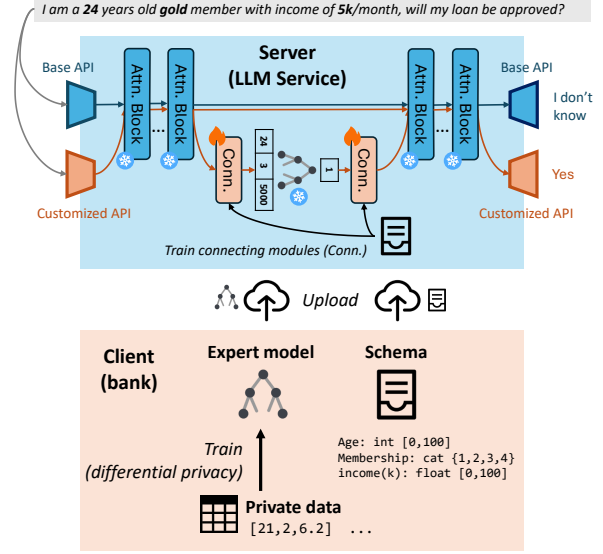 I am a 24 years old gold member with income of 5k/month, will my loan be approved?
Server
(LLM Service)
Base API
Attn. Block
...
Attn. Block
Attn. Block
...
Attn. Block
Base API
I don't
know
Conn.
24
3
5000
1
Conn.
Yes
Customized API
Customized API
Train connecting modules (Conn.)
Upload
Client
(bank)
Expert model
Schema
Age: int [0,100]
Membership: cat {1,2,3,4}
income(k): float [0,100]
Train
(differential privacy)
Private data
[21,2,6.2] ...